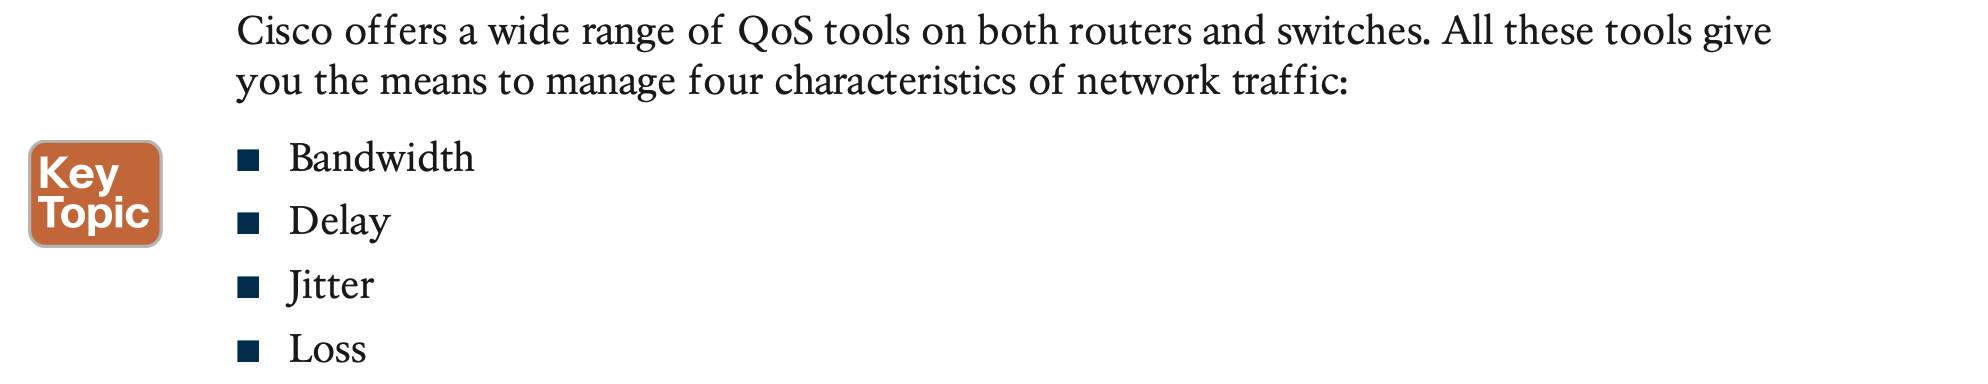 Cisco offers a wide range of QoS tools on both routers and switches. All these tools give
you the means to manage four characteristics of network traffic:
Key
Topic
■ Bandwidth
■ Delay
■ Jitter
■ Loss